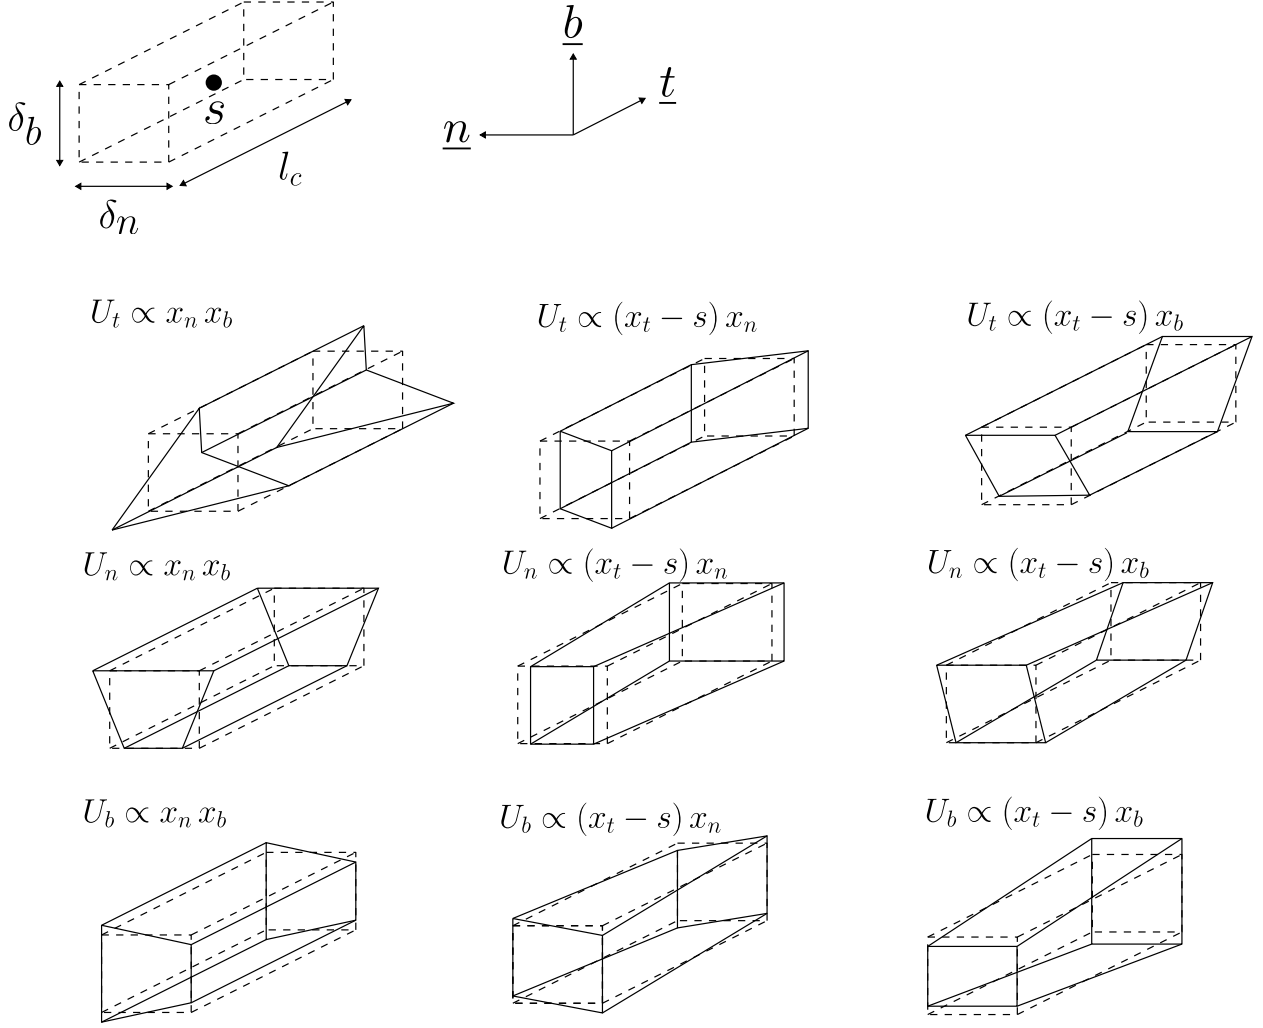 b
t
s
n
δ_b
l_c
δ_n
U_t ∝ x_n x_b
U_t ∝ (x_t − s) x_n
U_t ∝ (x_t − s) x_b
U_n ∝ x_n x_b
U_n ∝ (x_t − s) x_n
U_n ∝ (x_t − s) x_b
U_b ∝ x_n x_b
U_b ∝ (x_t − s) x_n
U_b ∝ (x_t − s) x_b